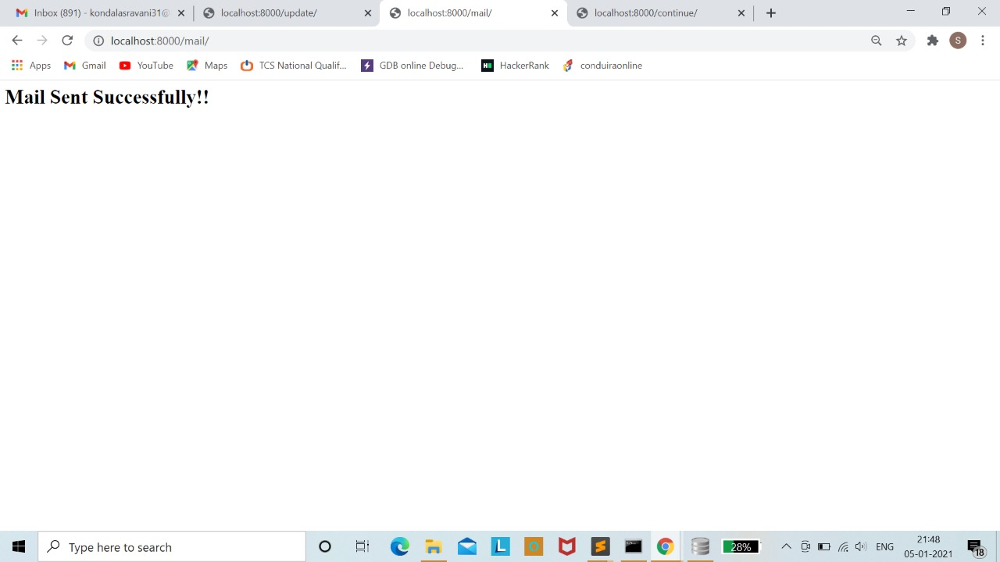 Inbox (891) - kondalasravani31@
localhost:8000/update/
localhost:8000/mail/
localhost:8000/continue/
localhost:8000/mail/
S
Apps
Gmail
YouTube
Maps
TCS National Qualif...
GDB online Debug...
HackerRank
conduiraonline
Mail Sent Successfully!!
Type here to search
28%
ENG
21:48
05-01-2021
18